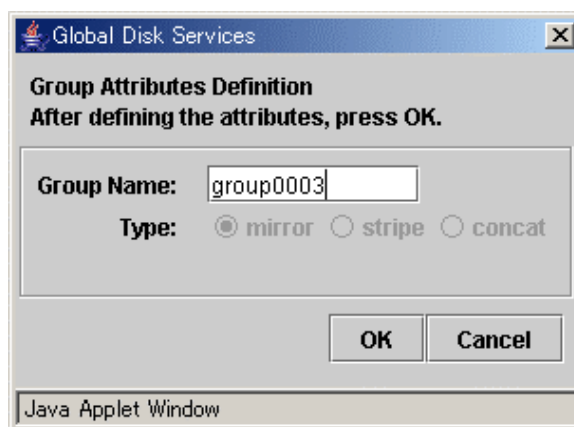 Global Disk Services
Group Attributes Definition
After defining the attributes, press OK.
Group Name: group0003
Type: mirror stripe concat
OK Cancel
Java Applet Window